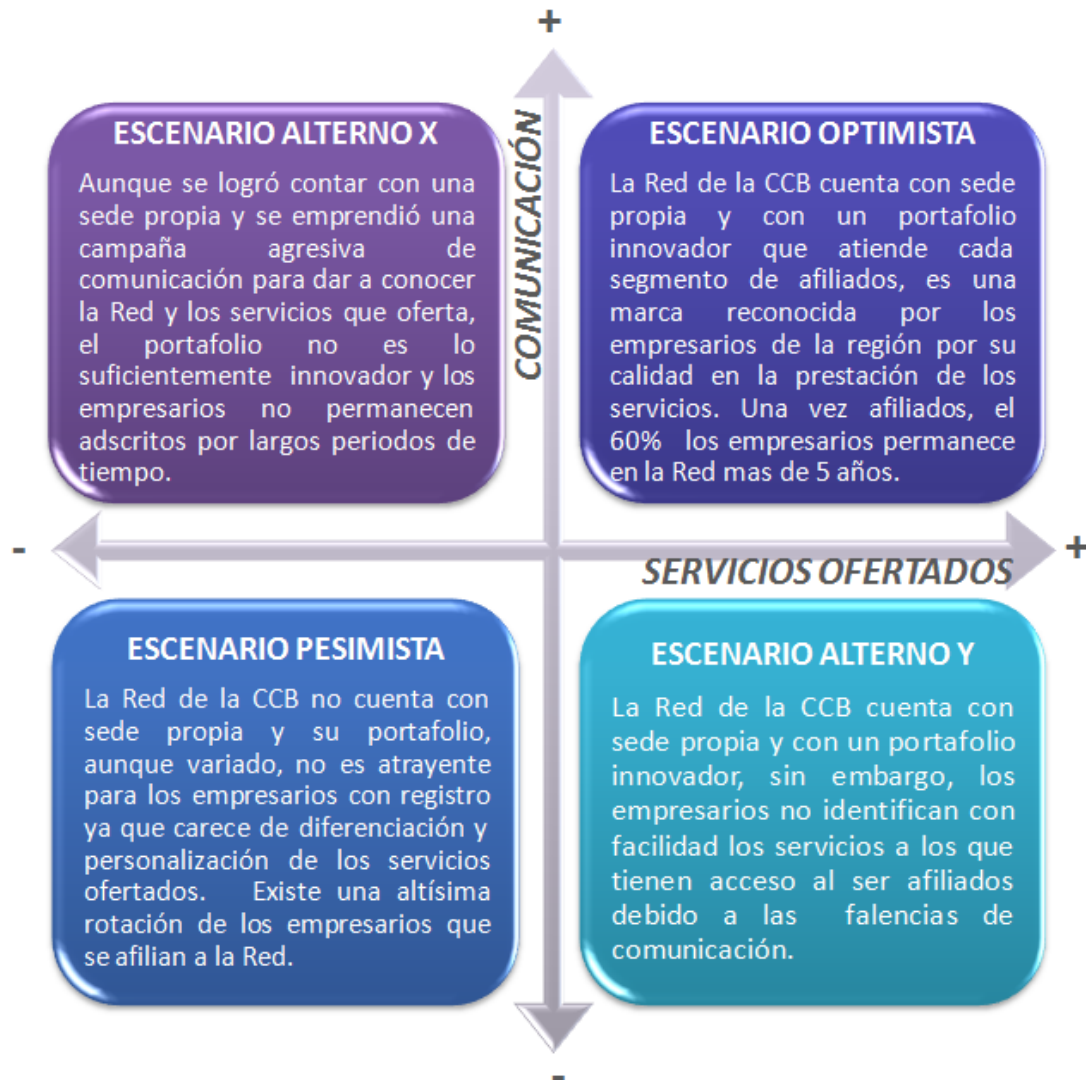 +
COMUNICACIÓN
ESCENARIO ALTERNO X
Aunque se logró contar con una
sede propia y se emprendió una
campaña agresiva de
comunicación para dar a conocer
la Red y los servicios que oferta,
el portafolio no es lo
suficientemente innovador y los
empresarios no permanecen
adscritos por largos periodos de
tiempo.
ESCENARIO OPTIMISTA
La Red de la CCB cuenta con sede
propia y con un portafolio
innovador que atiende cada
segmento de afiliados, es una
marca reconocida por los
empresarios de la región por su
calidad en la prestación de los
servicios. Una vez afiliados, el
60% los empresarios permanece
en la Red mas de 5 años.
-
+
SERVICIOS OFERTADOS
ESCENARIO PESIMISTA
La Red de la CCB no cuenta con
sede propia y su portafolio,
aunque variado, no es atrayente
para los empresarios con registro
ya que carece de diferenciación y
personalización de los servicios
ofertados. Existe una altísima
rotación de los empresarios que
se afilian a la Red.
ESCENARIO ALTERNO Y
La Red de la CCB cuenta con
sede propia y con un portafolio
innovador, sin embargo, los
empresarios no identifican con
facilidad los servicios a los que
tienen acceso al ser afiliados
debido a las falencias de
comunicación.
-